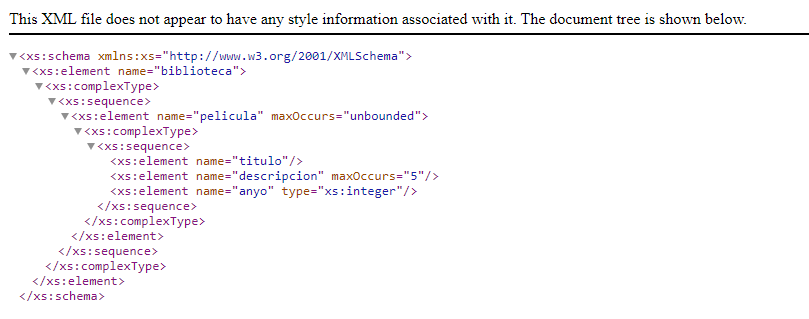 This XML file does not appear to have any style information associated with it. The document tree is shown below.
▼<xs:schema xmlns:xs="http://www.w3.org/2001/XMLSchema">
▼<xs:element name="biblioteca">
▼<xs:complexType>
▼<xs:sequence>
▼<xs:element name="pelicula" maxOccurs="unbounded">
▼<xs:complexType>
▼<xs:sequence>
<xs:element name="titulo"/>
<xs:element name="descripcion" maxOccurs="5"/>
<xs:element name="anyo" type="xs:integer"/>
</xs:sequence>
</xs:complexType>
</xs:element>
</xs:sequence>
</xs:complexType>
</xs:element>
</xs:schema>